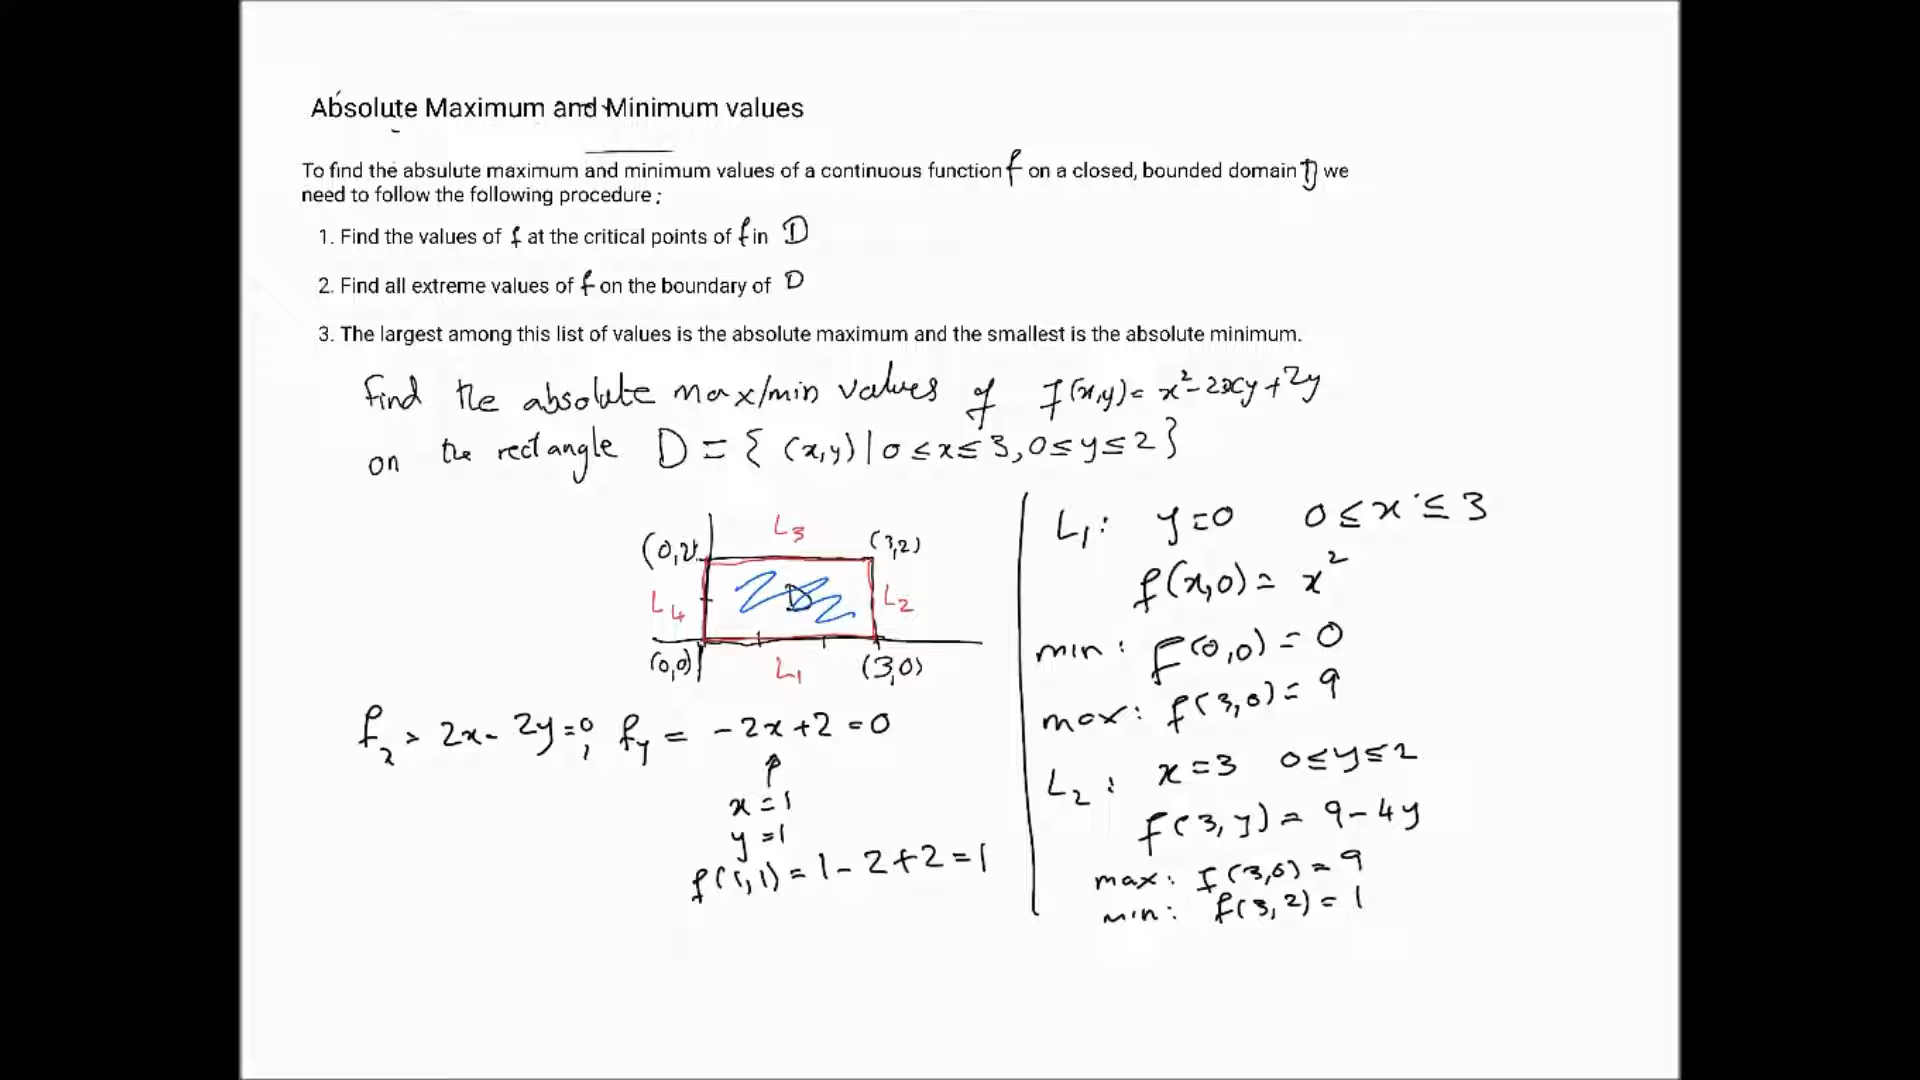 Absolute Maximum and Minimum values
To find the absulute maximum and minimum values of a continuous function f on a closed, bounded domain D we
need to follow the following procedure;
1. Find the values of f at the critical points of f in D
2. Find all extreme values of f on the boundary of D
3. The largest among this list of values is the absolute maximum and the smallest is the absolute minimum.
Find the absolute max/min values of f(x,y) = x² - 2xy + 2y
on the rectangle D = { (x,y) | 0 ≤ x ≤ 3, 0 ≤ y ≤ 2 }
L3
(0,2) (3,2)
L4 D L2
(0,0) L1 (3,0)
fx = 2x - 2y = 0, fy = -2x + 2 = 0
x = 1
y = 1
f(1,1) = 1 - 2 + 2 = 1
L1: y = 0 0 ≤ x ≤ 3
f(x,0) = x²
min: f(0,0) = 0
max: f(3,0) = 9
L2: x = 3 0 ≤ y ≤ 2
f(3,y) = 9 - 4y
max: f(3,0) = 9
min: f(3,2) = 1